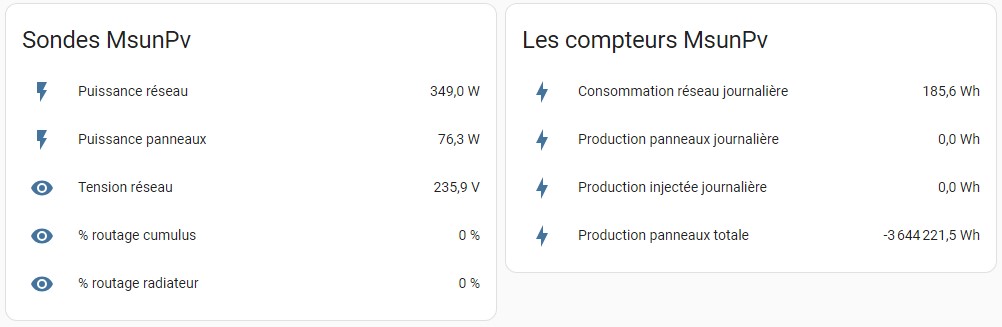 Sondes MsunPv
Puissance réseau 349,0 W
Puissance panneaux 76,3 W
Tension réseau 235,9 V
% routage cumulus 0 %
% routage radiateur 0 %
Les compteurs MsunPv
Consommation réseau journalière 185,6 Wh
Production panneaux journalière 0,0 Wh
Production injectée journalière 0,0 Wh
Production panneaux totale -3 644 221,5 Wh